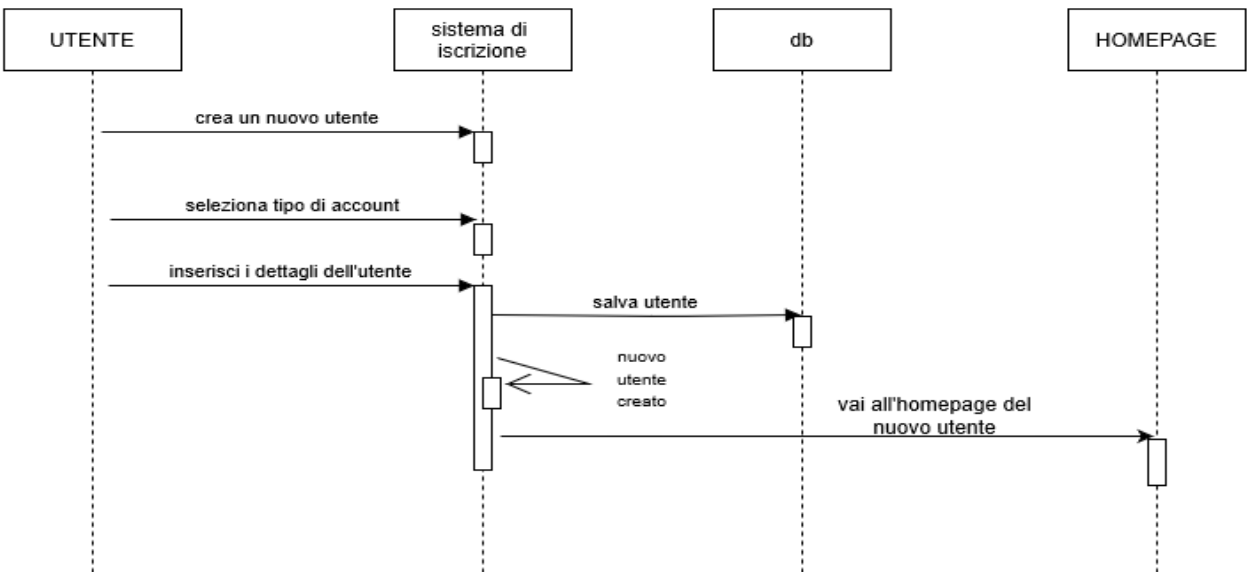 UTENTE
sistema di
iscrizione
db
HOMEPAGE
crea un nuovo utente
seleziona tipo di account
inserisci i dettagli dell'utente
salva utente
nuovo
utente
creato
vai all'homepage del
nuovo utente